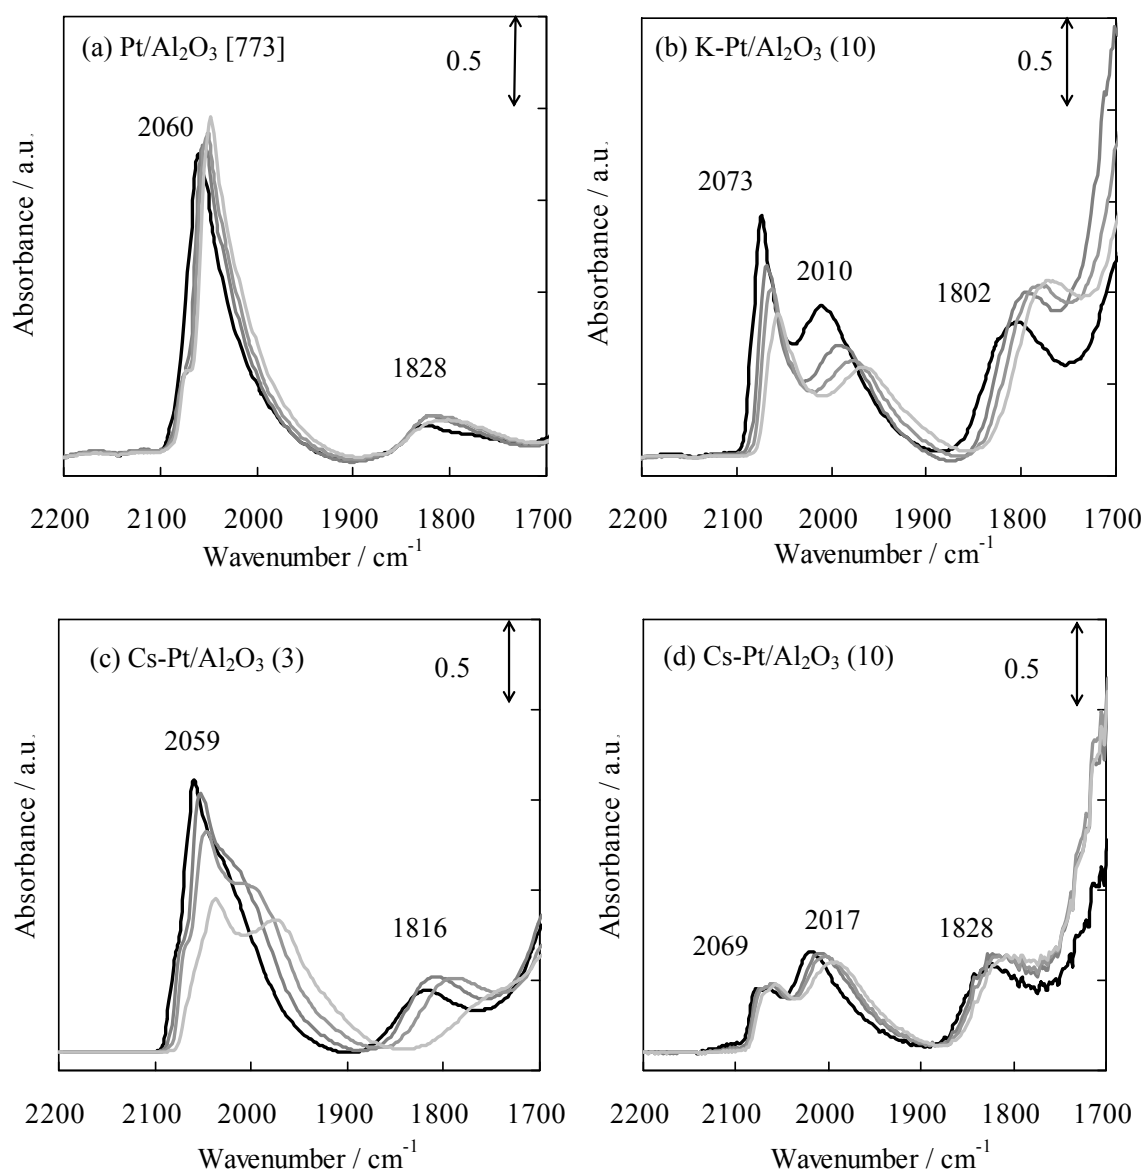 (a) Pt/Al₂O₃ [773]
0.5
2060
1828
Absorbance / a.u.
2200 2100 2000 1900 1800 1700
Wavenumber / cm⁻¹
(b) K-Pt/Al₂O₃ (10)
0.5
2073
2010
1802
Absorbance / a.u.
2200 2100 2000 1900 1800 1700
Wavenumber / cm⁻¹
(c) Cs-Pt/Al₂O₃ (3)
0.5
2059
1816
Absorbance / a.u.
2200 2100 2000 1900 1800 1700
Wavenumber / cm⁻¹
(d) Cs-Pt/Al₂O₃ (10)
0.5
2069
2017
1828
Absorbance / a.u.
2200 2100 2000 1900 1800 1700
Wavenumber / cm⁻¹